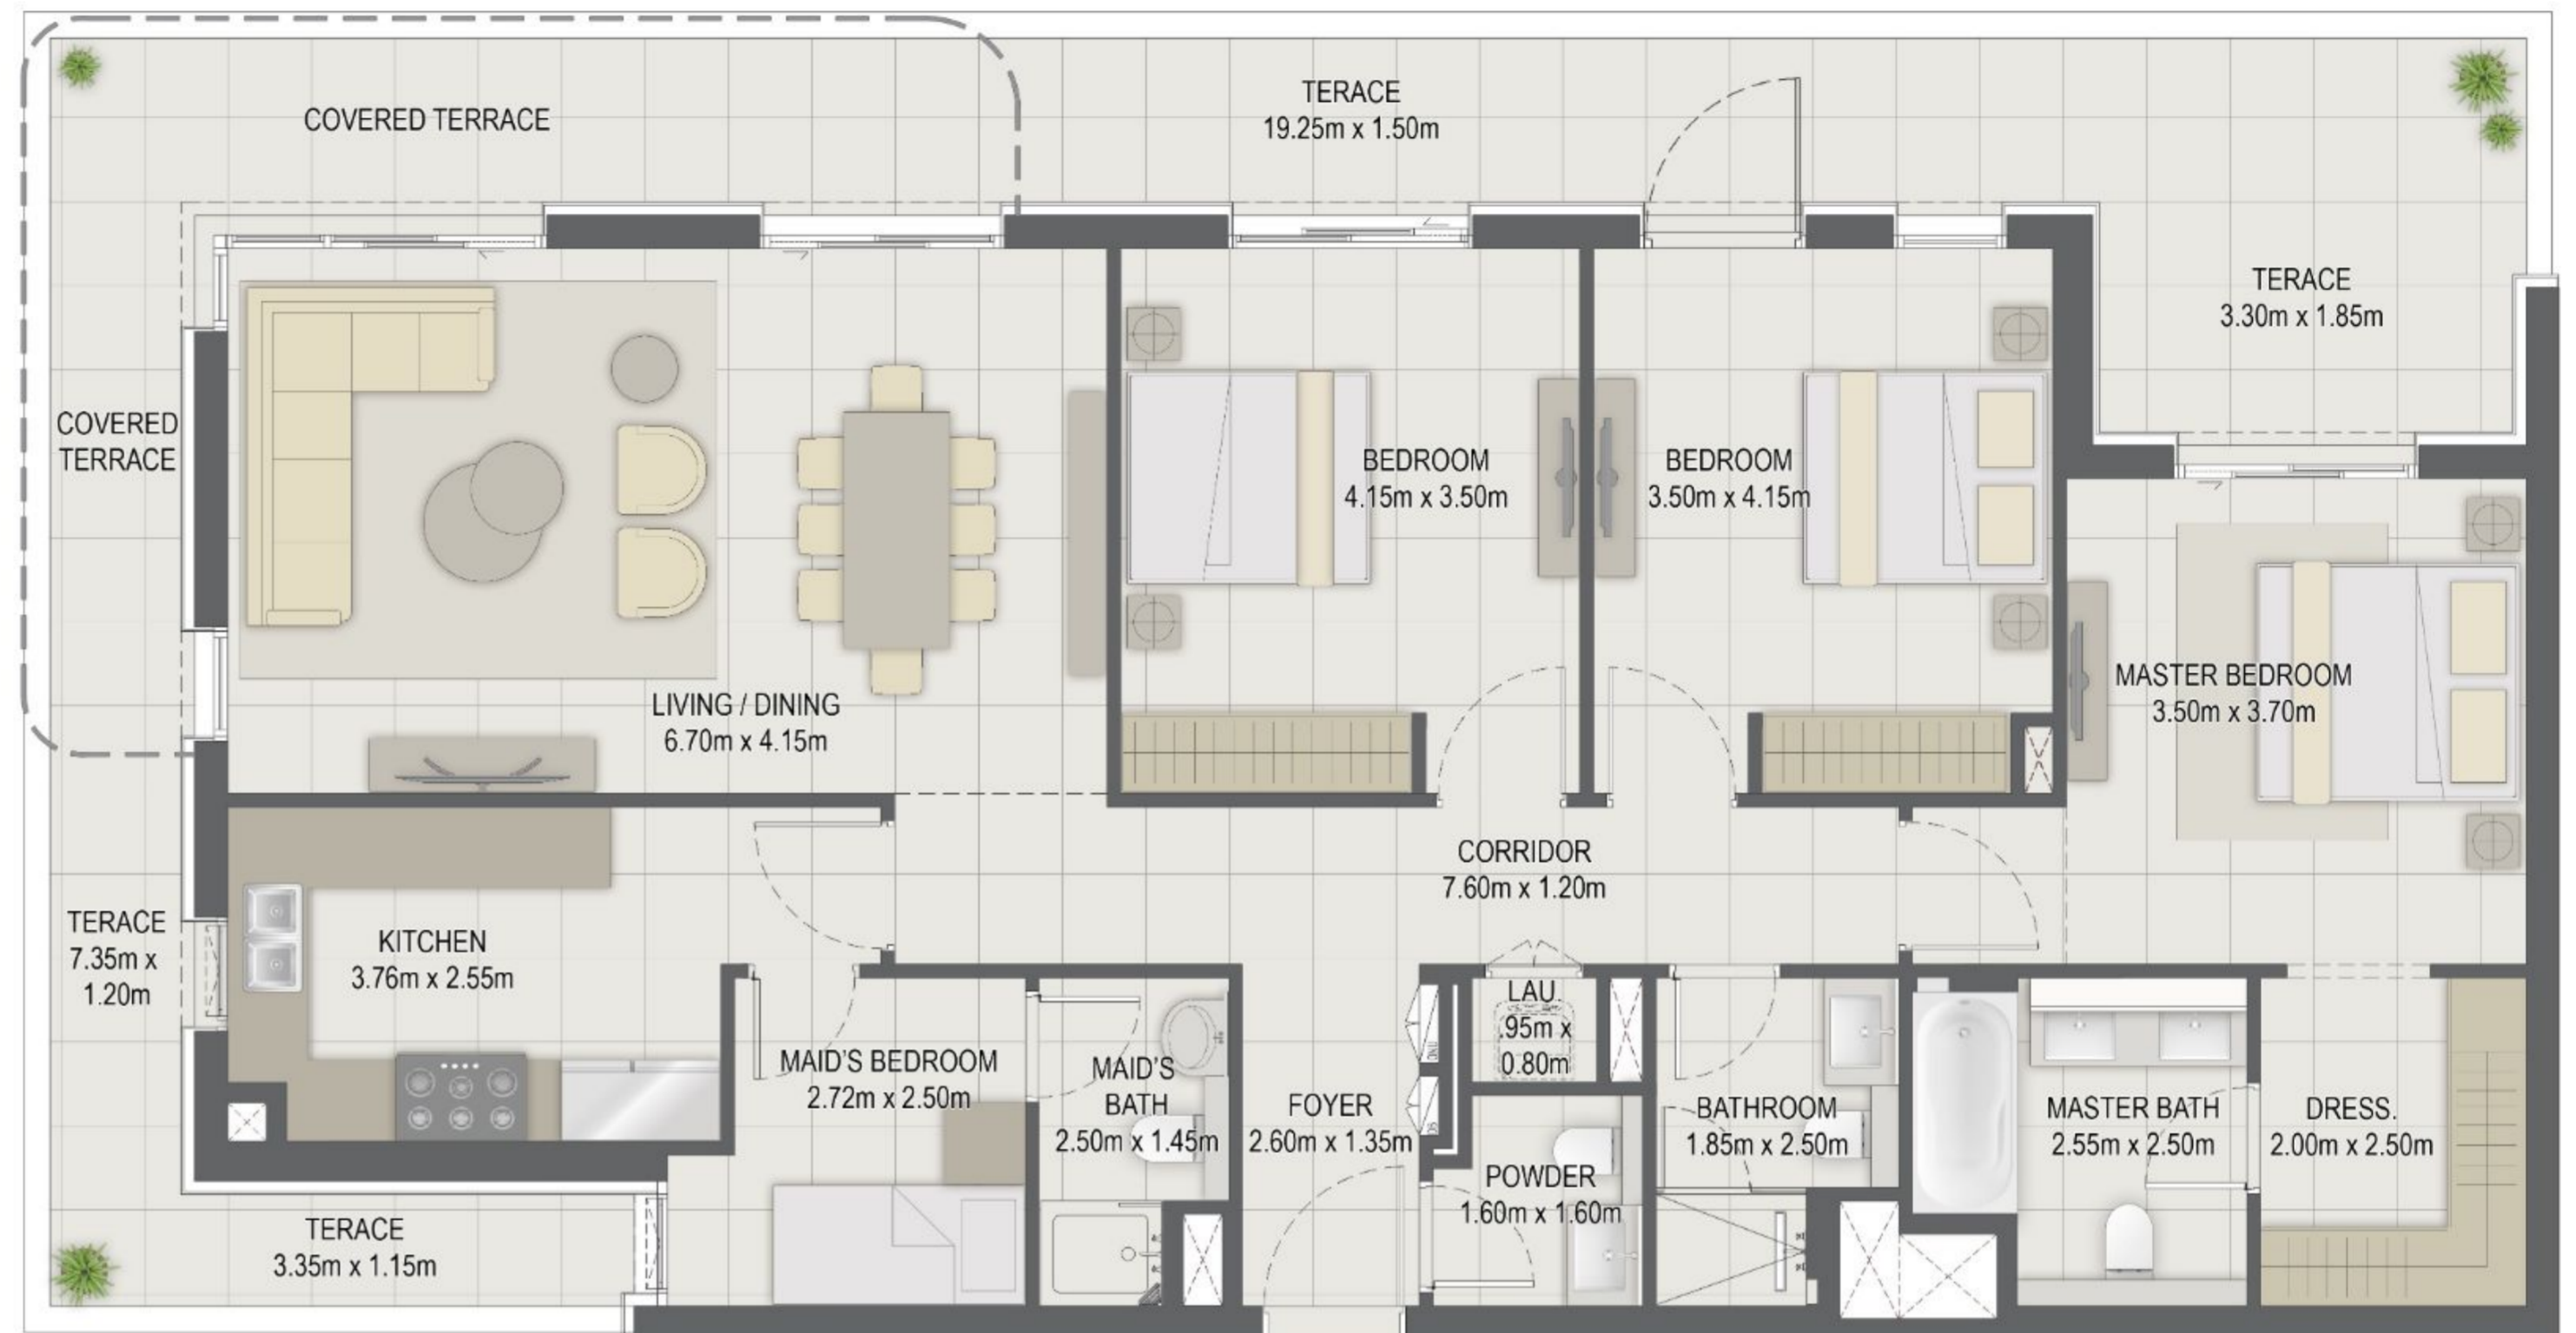 COVERED TERRACE
TERACE
19.25m x 1.50m
TERACE
3.30m x 1.85m
COVERED
TERRACE
BEDROOM
4.15m x 3.50m
BEDROOM
3.50m x 4.15m
MASTER BEDROOM
3.50m x 3.70m
LIVING / DINING
6.70m x 4.15m
CORRIDOR
7.60m x 1.20m
TERACE
7.35m x
1.20m
KITCHEN
3.76m x 2.55m
MAID'S BEDROOM
2.72m x 2.50m
MAID'S
BATH
2.50m x 1.45m
FOYER
2.60m x 1.35m
LAU.
.95m x
0.80m
POWDER
1.60m x 1.60m
BATHROOM
1.85m x 2.50m
MASTER BATH
2.55m x 2.50m
DRESS.
2.00m x 2.50m
TERACE
3.35m x 1.15m